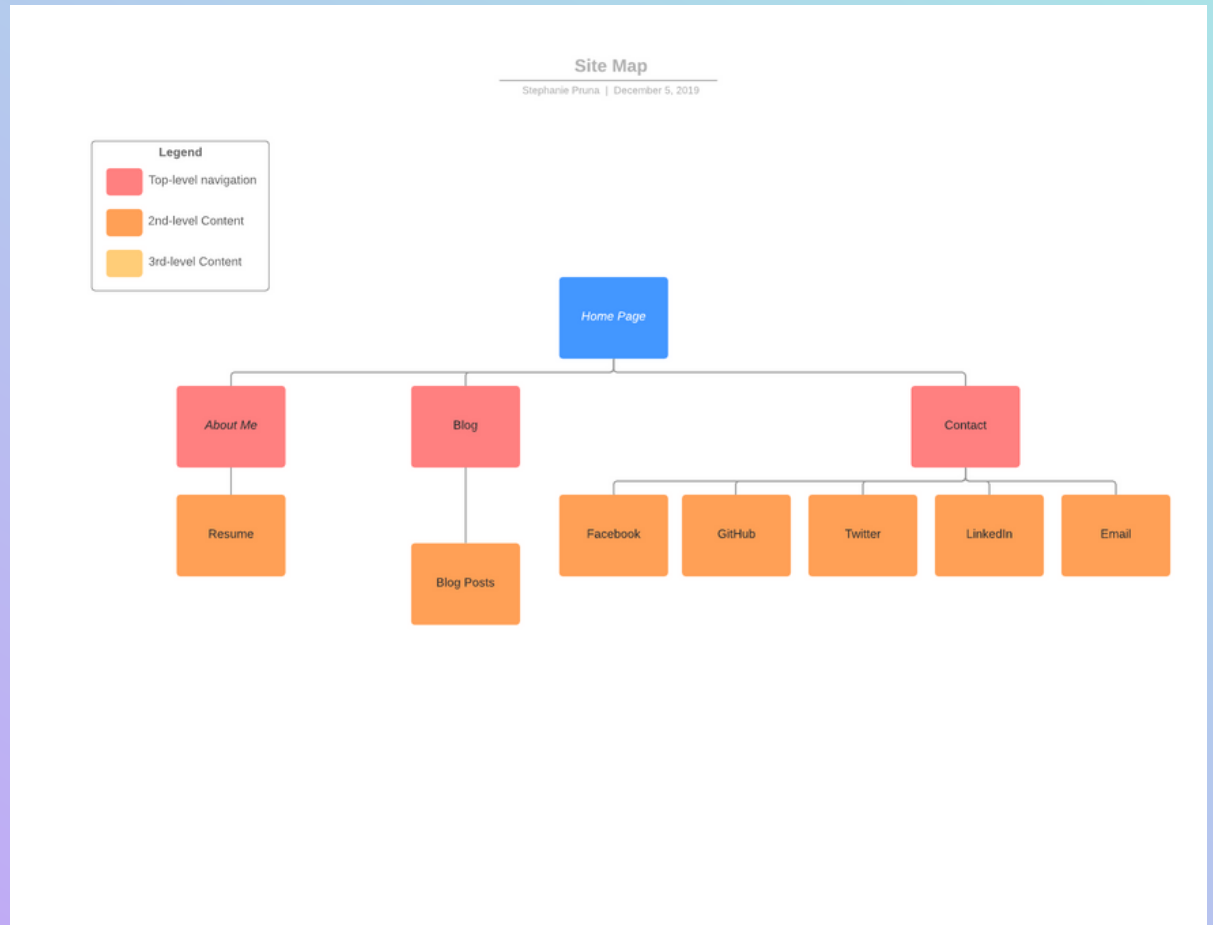 Site Map
Stephanie Pruna | December 5, 2019
Legend
Top-level navigation
2nd-level Content
3rd-level Content
Home Page
About Me
Blog
Contact
Resume
Facebook
GitHub
Twitter
LinkedIn
Email
Blog Posts